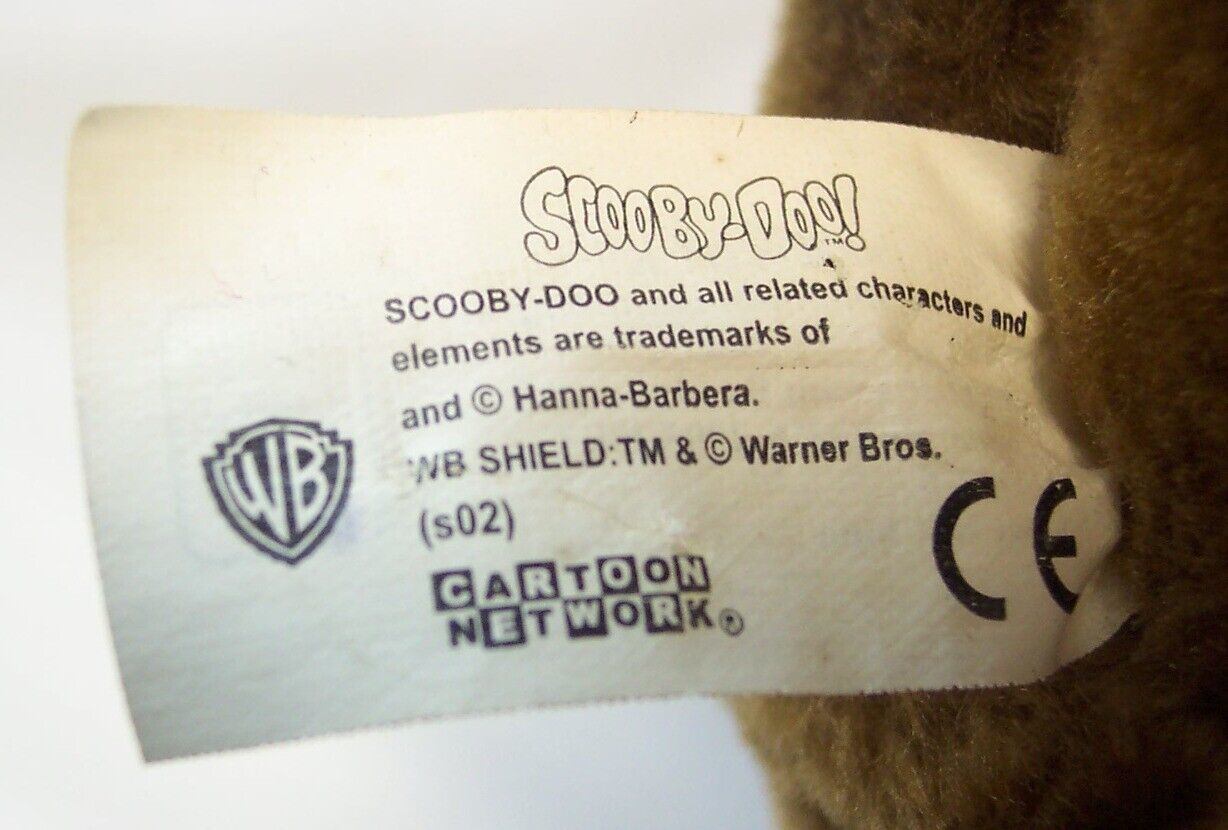 SCOOBY-DOO!™
SCOOBY-DOO and all related characters and
elements are trademarks of
and © Hanna-Barbera.
WB SHIELD:TM & © Warner Bros.
(s02)
WB
CARTOON
NETWORK®
CE